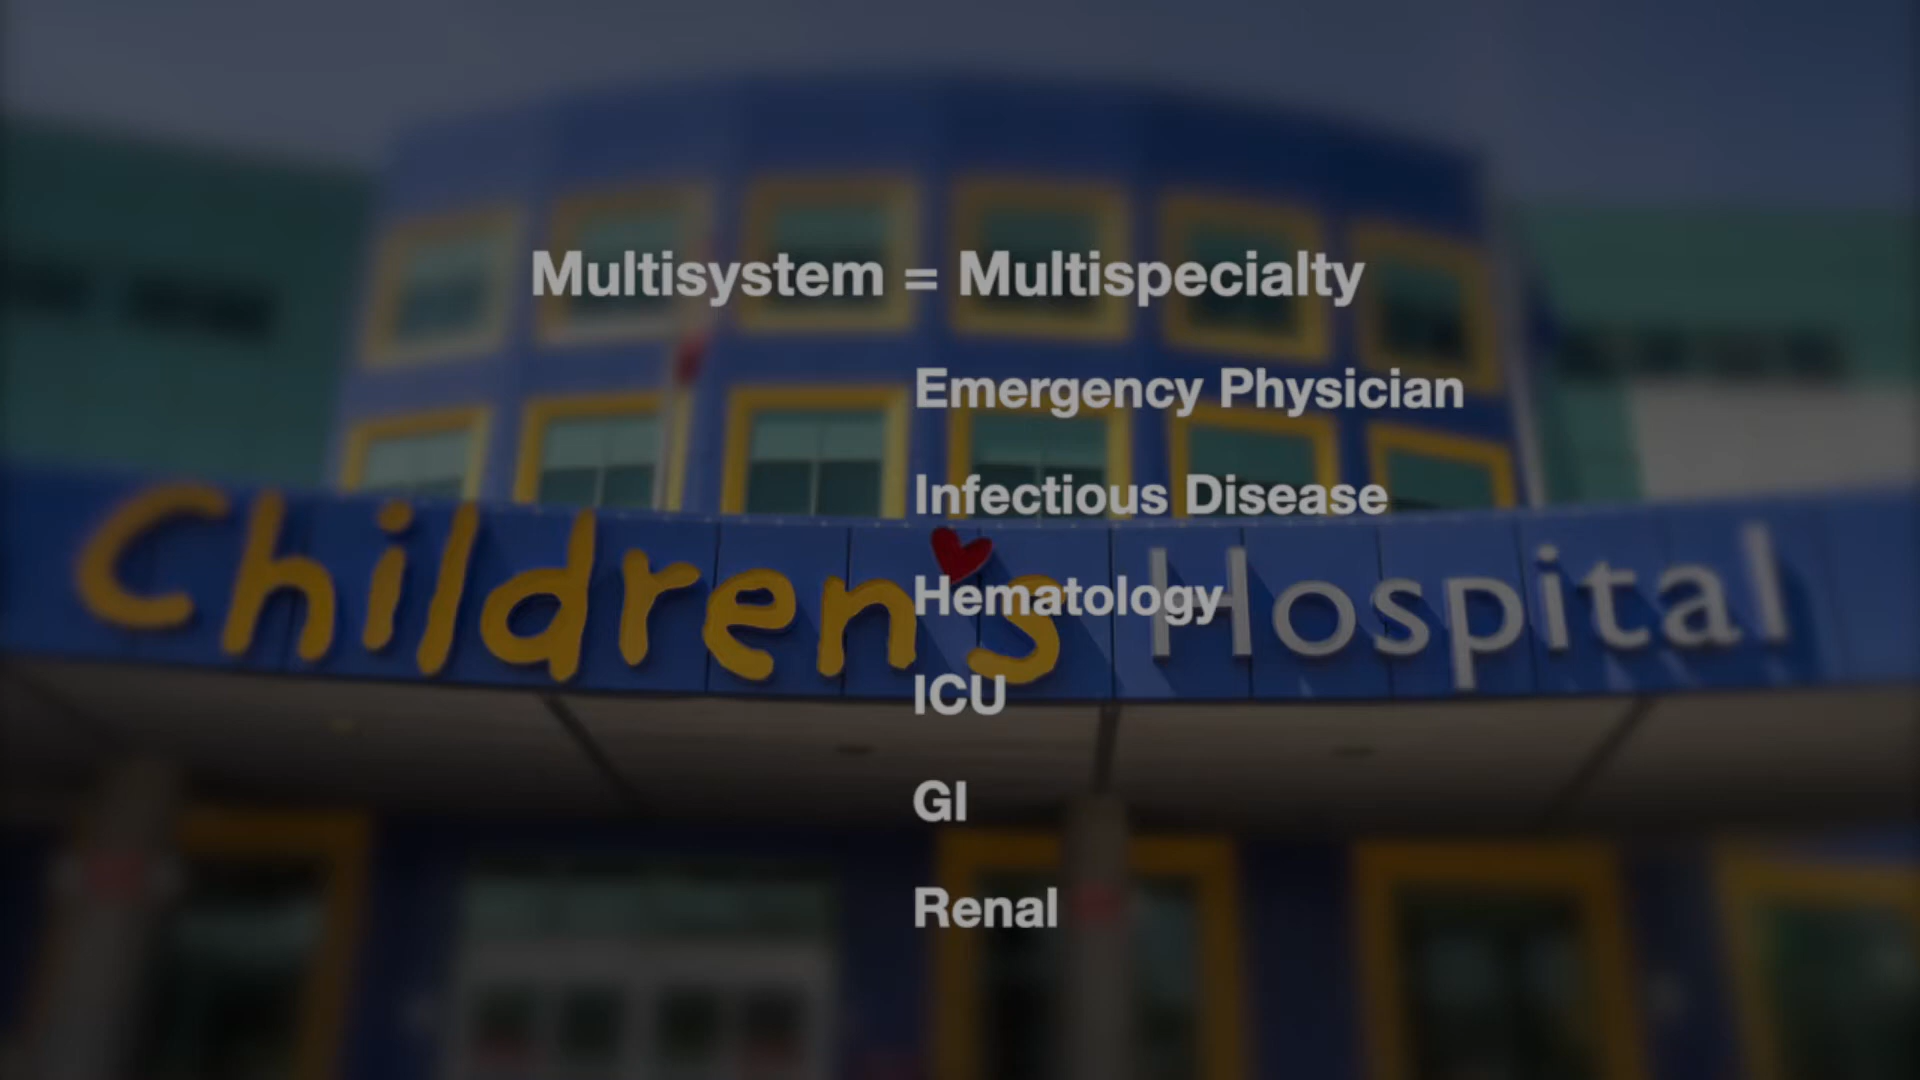 Multisystem = Multispecialty
Emergency Physician
Infectious Disease
Children's Hospital
Hematology
ICU
GI
Renal